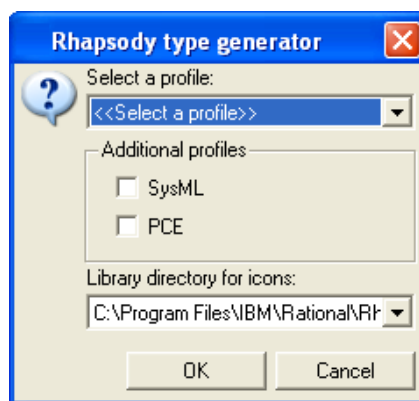 Rhapsody type generator
Select a profile:
<<Select a profile>>
Additional profiles
SysML
PCE
Library directory for icons:
C:\Program Files\IBM\Rational\Rh
OK
Cancel